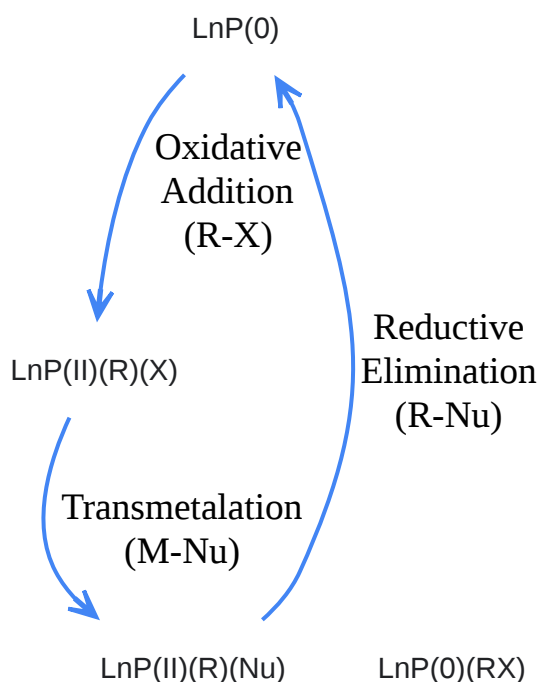 LnP(0)
Oxidative
Addition
(R-X)
LnP(II)(R)(X)
Reductive
Elimination
(R-Nu)
Transmetalation
(M-Nu)
LnP(II)(R)(Nu)
LnP(0)(RX)